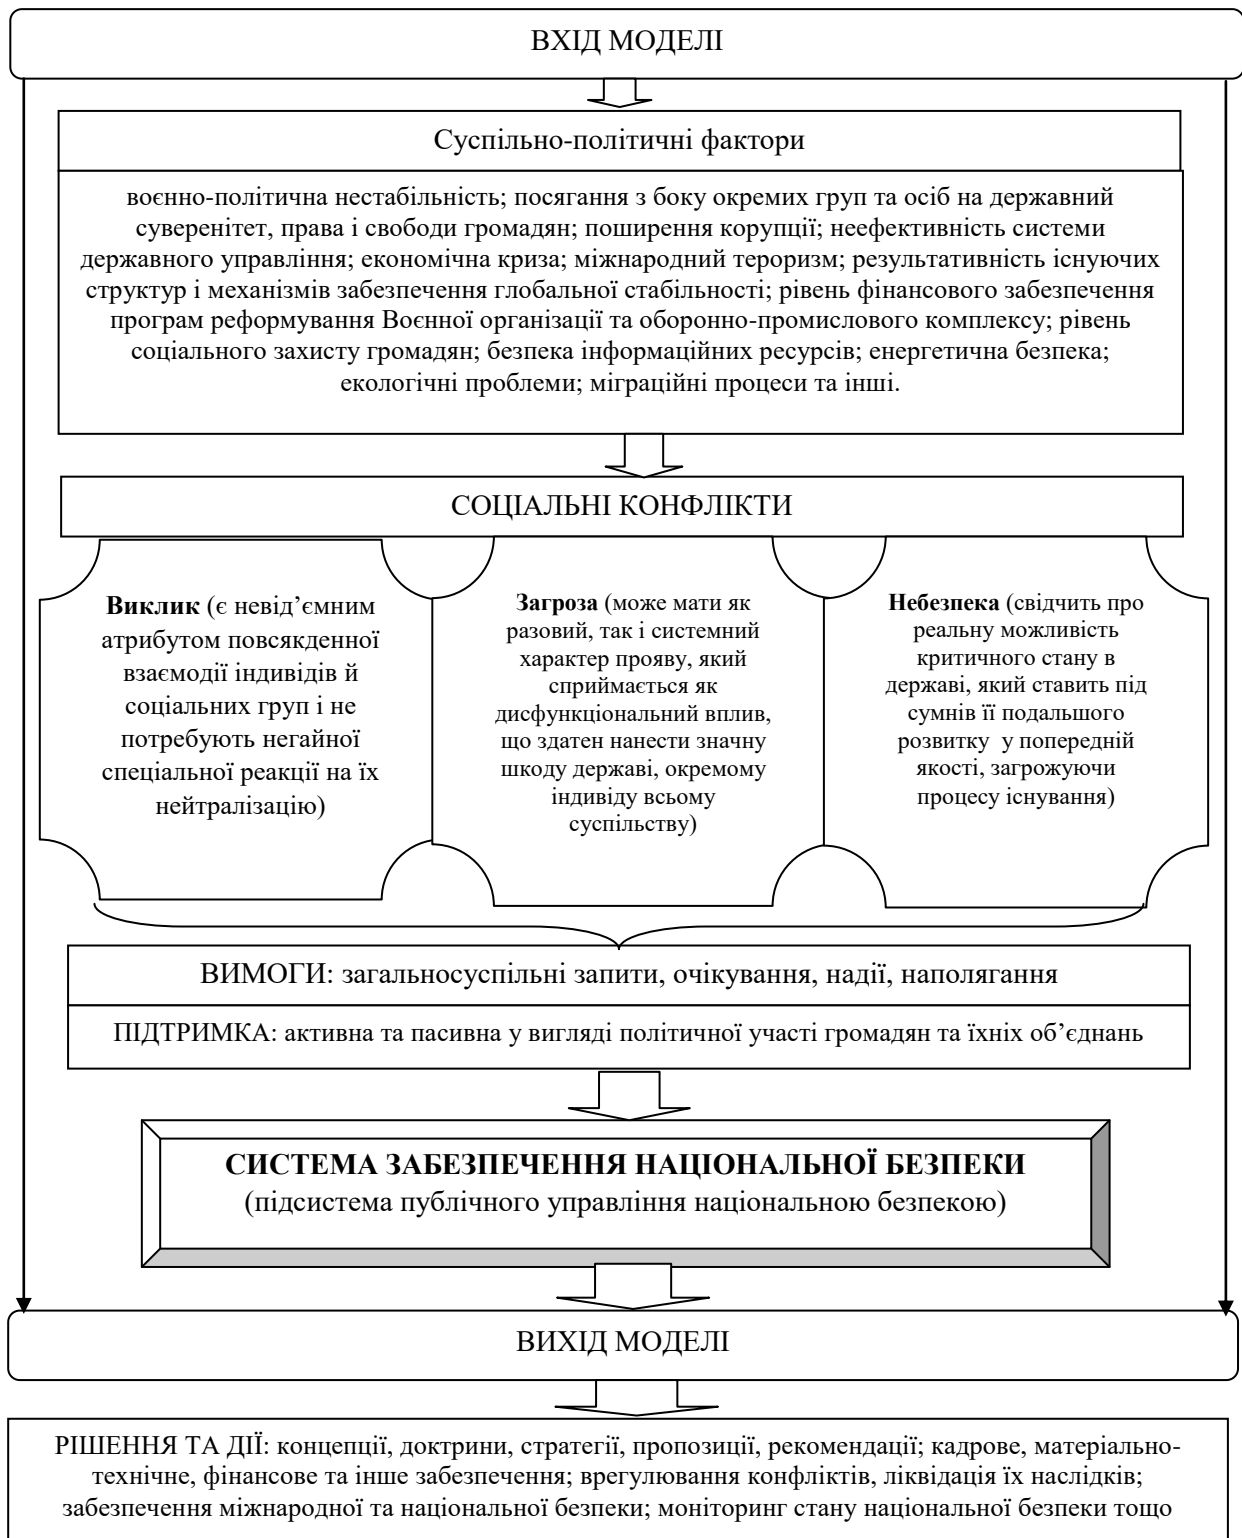 ВХІД МОДЕЛІ
Суспільно-політичні фактори
воєнно-політична нестабільність; посягання з боку окремих груп та осіб на державний
суверенітет, права і свободи громадян; поширення корупції; неефективність системи
державного управління; економічна криза; міжнародний тероризм; результативність існуючих
структур і механізмів забезпечення глобальної стабільності; рівень фінансового забезпечення
програм реформування Воєнної організації та оборонно-промислового комплексу; рівень
соціального захисту громадян; безпека інформаційних ресурсів; енергетична безпека;
екологічні проблеми; міграційні процеси та інші.
СОЦІАЛЬНІ КОНФЛІКТИ
Виклик (є невід’ємним
атрибутом повсякденної
взаємодії індивідів й
соціальних груп і не
потребують негайної
спеціальної реакції на їх
нейтралізацію)
Загроза (може мати як
разовий, так і системний
характер прояву, який
сприймається як
дисфункціональний вплив,
що здатен нанести значну
шкоду державі, окремому
індивіду всьому
суспільству)
Небезпека (свідчить про
реальну можливість
критичного стану в
державі, який ставить під
сумнів її подальшого
розвитку у попередній
якості, загрожуючи
процесу існування)
ВИМОГИ: загальносуспільні запити, очікування, надії, наполягання
ПІДТРИМКА: активна та пасивна у вигляді політичної участі громадян та їхніх об’єднань
СИСТЕМА ЗАБЕЗПЕЧЕННЯ НАЦІОНАЛЬНОЇ БЕЗПЕКИ
(підсистема публічного управління національною безпекою)
ВИХІД МОДЕЛІ
РІШЕННЯ ТА ДІЇ: концепції, доктрини, стратегії, пропозиції, рекомендації; кадрове, матеріально-
технічне, фінансове та інше забезпечення; врегулювання конфліктів, ліквідація їх наслідків;
забезпечення міжнародної та національної безпеки; моніторинг стану національної безпеки тощо